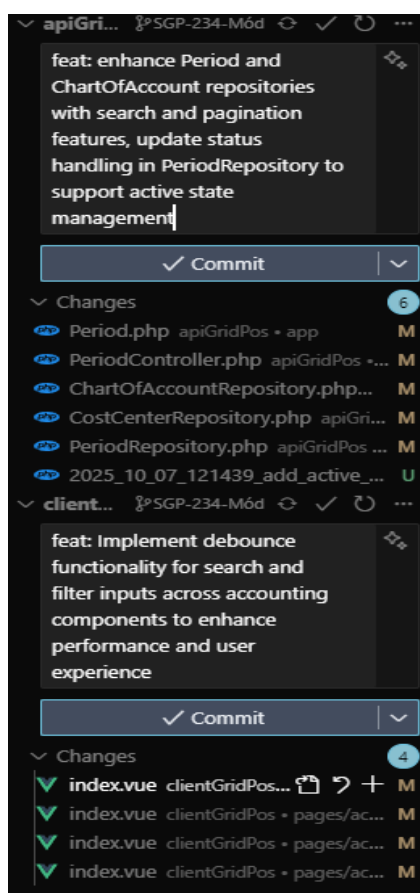 apiGri... SGP-234-Mód ...
feat: enhance Period and
ChartOfAccount repositories
with search and pagination
features, update status
handling in PeriodRepository to
support active state
management
Commit
Changes 6
Period.php apiGridPos • app M
PeriodController.php apiGridPos •... M
ChartOfAccountRepository.php... M
CostCenterRepository.php apiGri... M
PeriodRepository.php apiGridPos ... M
2025_10_07_121439_add_active_... U
client... SGP-234-Mód ...
feat: Implement debounce
functionality for search and
filter inputs across accounting
components to enhance
performance and user
experience
Commit
Changes 4
index.vue clientGridPos... M
index.vue clientGridPos • pages/ac... M
index.vue clientGridPos • pages/ac... M
index.vue clientGridPos • pages/ac... M